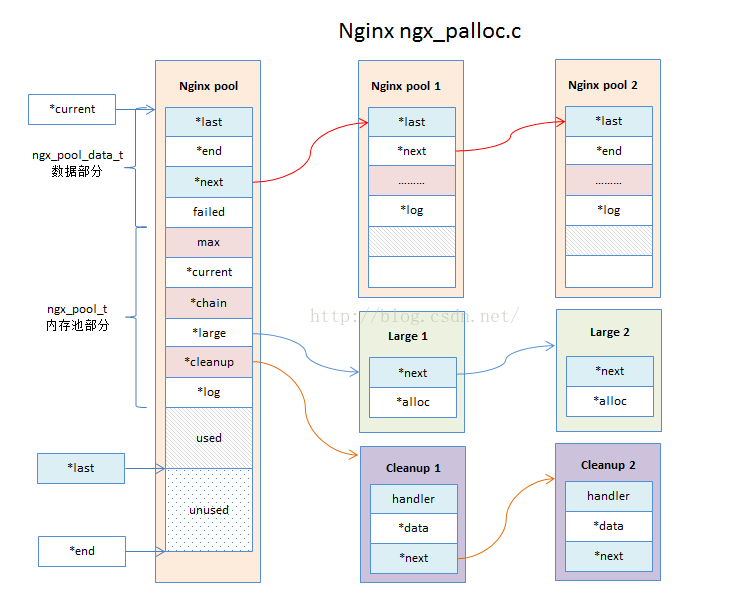 Nginx ngx_palloc.c
*current
ngx_pool_data_t
数据部分
ngx_pool_t
内存池部分
*last
*end
Nginx pool
*last
*end
*next
failed
max
*current
*chain
*large
*cleanup
*log
used
unused
Nginx pool 1
*last
*next
.........
*log
Nginx pool 2
*last
*end
.........
*log
http://blog.csdn.net/
Large 1
*next
*alloc
Large 2
*next
*alloc
Cleanup 1
handler
*data
*next
Cleanup 2
handler
*data
*next